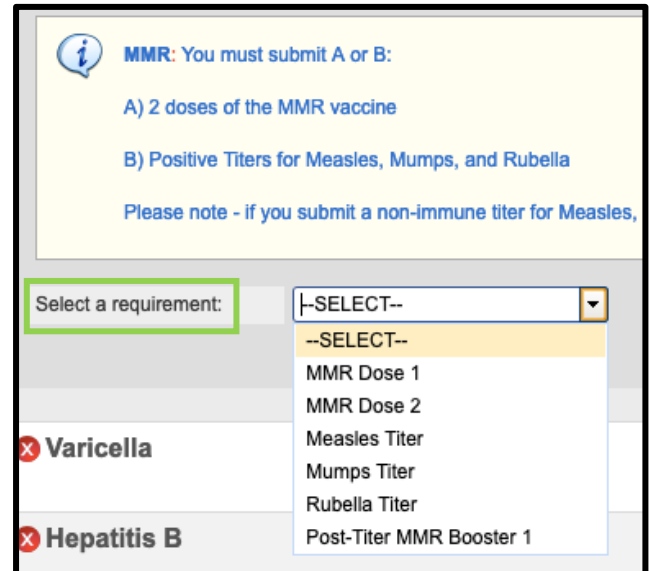 MMR: You must submit A or B:
A) 2 doses of the MMR vaccine
B) Positive Titers for Measles, Mumps, and Rubella
Please note - if you submit a non-immune titer for Measles,
Select a requirement:
--SELECT--
--SELECT--
MMR Dose 1
MMR Dose 2
Measles Titer
Varicella
Mumps Titer
Rubella Titer
Hepatitis B
Post-Titer MMR Booster 1